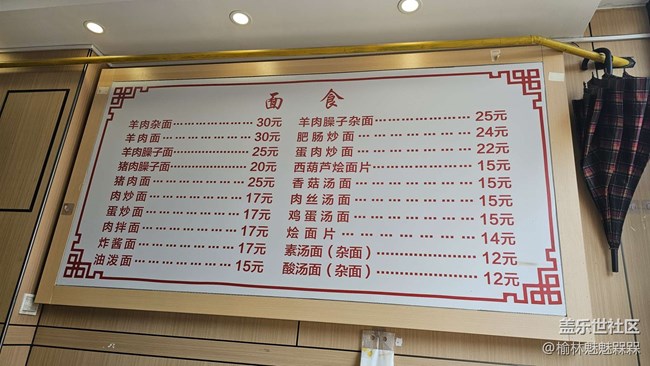 面 食
羊肉杂面 30元
羊肉面 30元
羊肉臊子面 25元
猪肉臊子面 20元
猪肉面 25元
肉炒面 17元
蛋炒面 17元
肉拌面 17元
炸酱面 17元
油泼面 15元
羊肉臊子杂面 25元
肥肠炒面 24元
蛋肉炒面 22元
西葫芦烩面片 15元
香菇汤面 15元
肉丝汤面 15元
鸡蛋汤面 15元
烩面片 14元
素汤面（杂面） 12元
酸汤面（杂面） 12元
盖乐世社区
@榆林魅魅槑槑